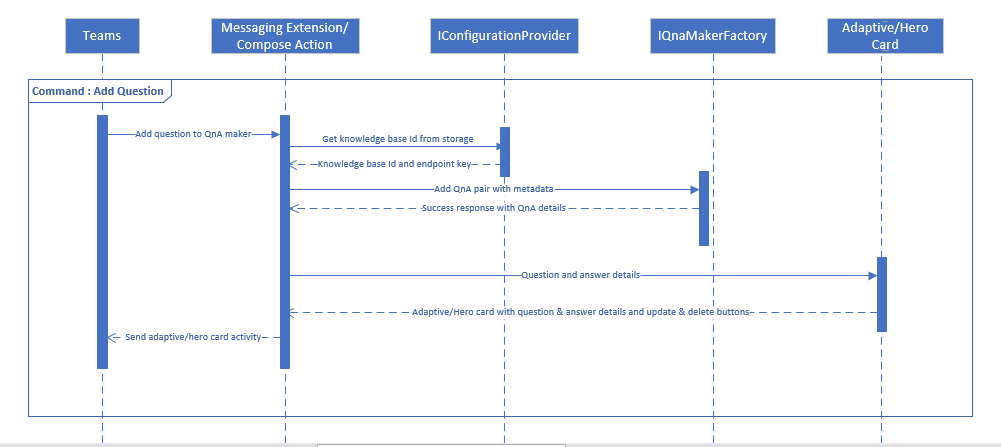 Teams
Messaging Extension/
Compose Action
IConfigurationProvider
IQnaMakerFactory
Adaptive/Hero
Card
Command : Add Question
Add question to QnA maker
Get knowledge base Id from storage
Knowledge base Id and endpoint key
Add QnA pair with metadata
Success response with QnA details
Question and answer details
Adaptive/Hero card with question & answer details and update & delete buttons
Send adaptive/hero card activity